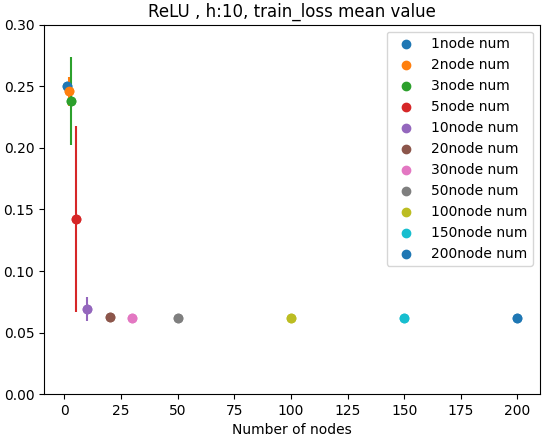 ReLU , h:10, train_loss mean value
0.30
0.25
0.20
0.15
0.10
0.05
0.00
0 25 50 75 100 125 150 175 200
Number of nodes
1node num
2node num
3node num
5node num
10node num
20node num
30node num
50node num
100node num
150node num
200node num